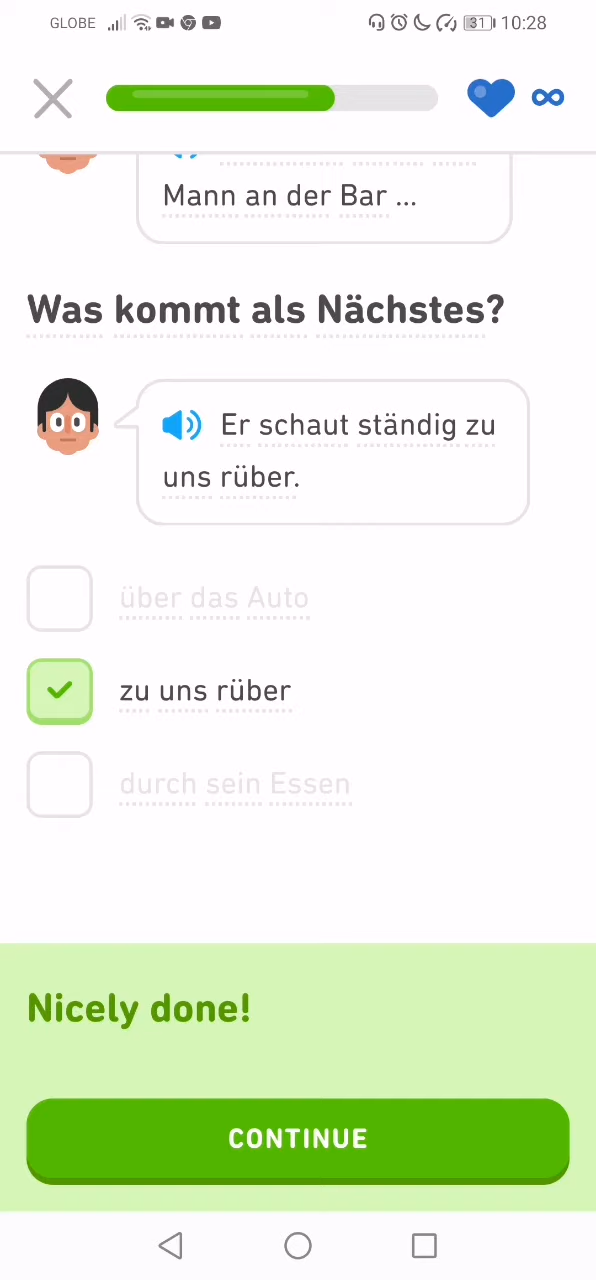 GLOBE 31 10:28
Mann an der Bar ...
Was kommt als Nächstes?
Er schaut ständig zu
uns rüber.
über das Auto
zu uns rüber
durch sein Essen
Nicely done!
CONTINUE